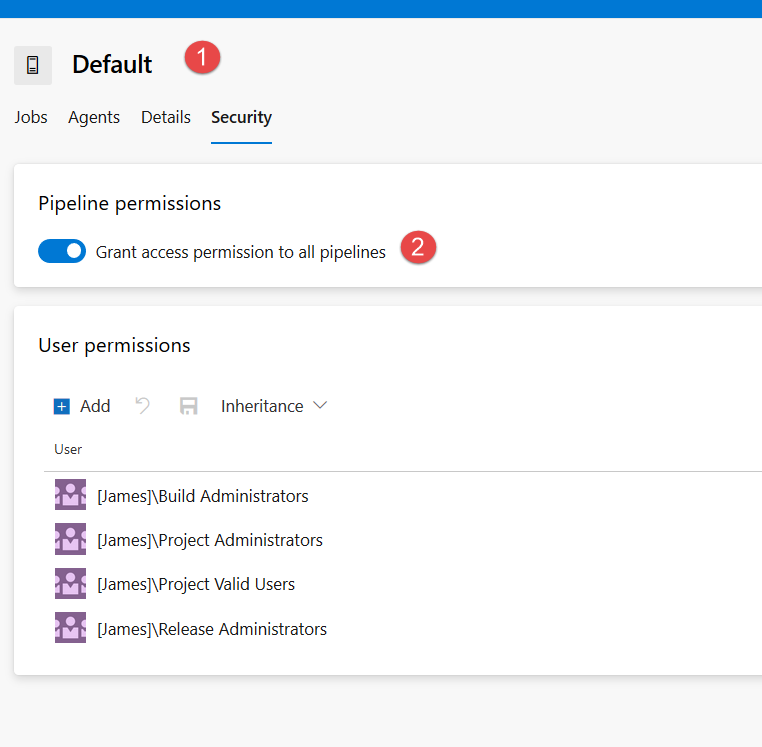 Default 1
Jobs Agents Details Security
Pipeline permissions
Grant access permission to all pipelines 2
User permissions
Add Inheritance
User
[James]\Build Administrators
[James]\Project Administrators
[James]\Project Valid Users
[James]\Release Administrators